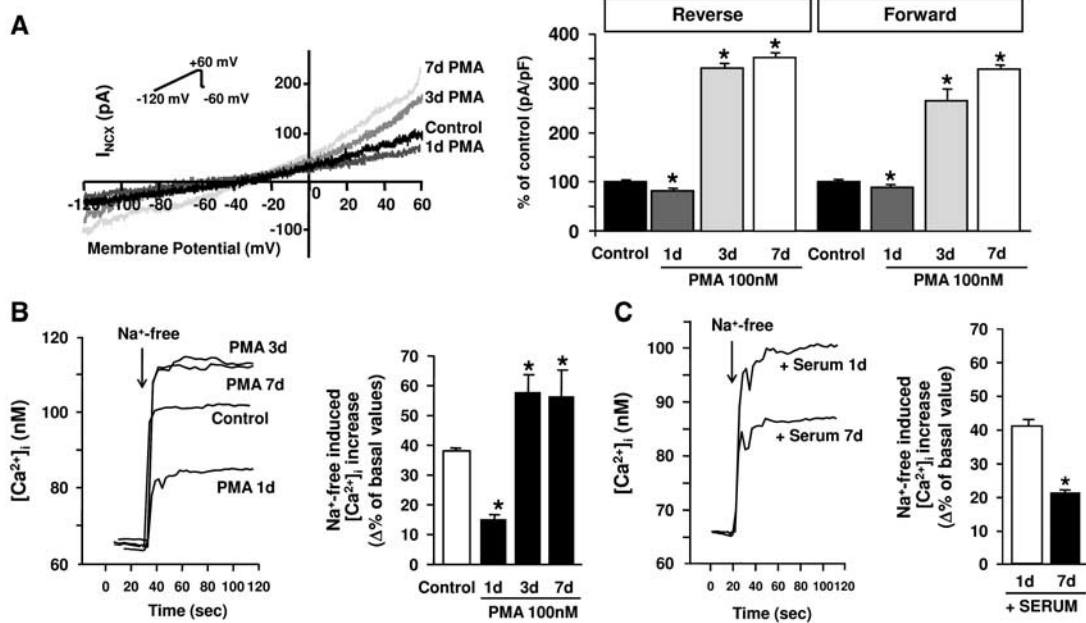 A
+60 mV
-120 mV
-60 mV
I_NCX (pA)
200
100
-100
7d PMA
3d PMA
Control
1d PMA
-120 -100 -80 -60 -40 -20 0 20 40 60
Membrane Potential (mV)
Reverse Forward
% of control (pA/pF)
400
350
300
250
200
150
100
50
0
* * * * * *
Control 1d 3d 7d Control 1d 3d 7d
PMA 100nM PMA 100nM
B
Na⁺-free
120
100
80
60
[Ca²⁺]ᵢ (nM)
PMA 3d
PMA 7d
Control
PMA 1d
0 20 40 60 80 100 120
Time (sec)
Na⁺-free induced
[Ca²⁺]ᵢ increase
(Δ% of basal values)
70
60
50
40
30
20
10
0
* * *
Control 1d 3d 7d
PMA 100nM
C
Na⁺-free
100
95
90
85
80
75
70
65
60
[Ca²⁺]ᵢ (nM)
+ Serum 1d
+ Serum 7d
0 20 40 60 80 100 120
Time (sec)
Na⁺-free induced
[Ca²⁺]ᵢ increase
(Δ% of basal value)
70
60
50
40
30
20
10
0
*
1d 7d
+ SERUM